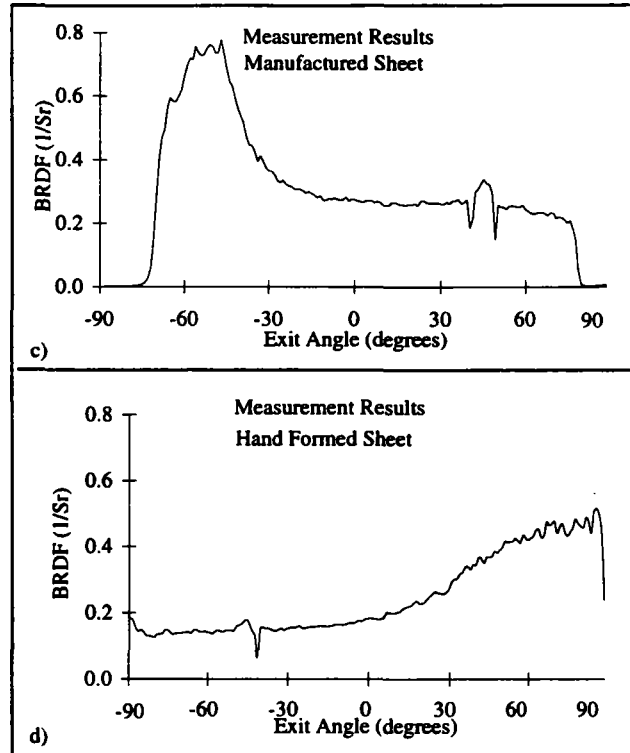 Measurement Results
Manufactured Sheet
BRDF (1/Sr)
0.8
0.6
0.4
0.2
0.0
-90 -60 -30 0 30 60 90
Exit Angle (degrees)
c)
Measurement Results
Hand Formed Sheet
BRDF (1/Sr)
0.8
0.6
0.4
0.2
0.0
-90 -60 -30 0 30 60 90
Exit Angle (degrees)
d)